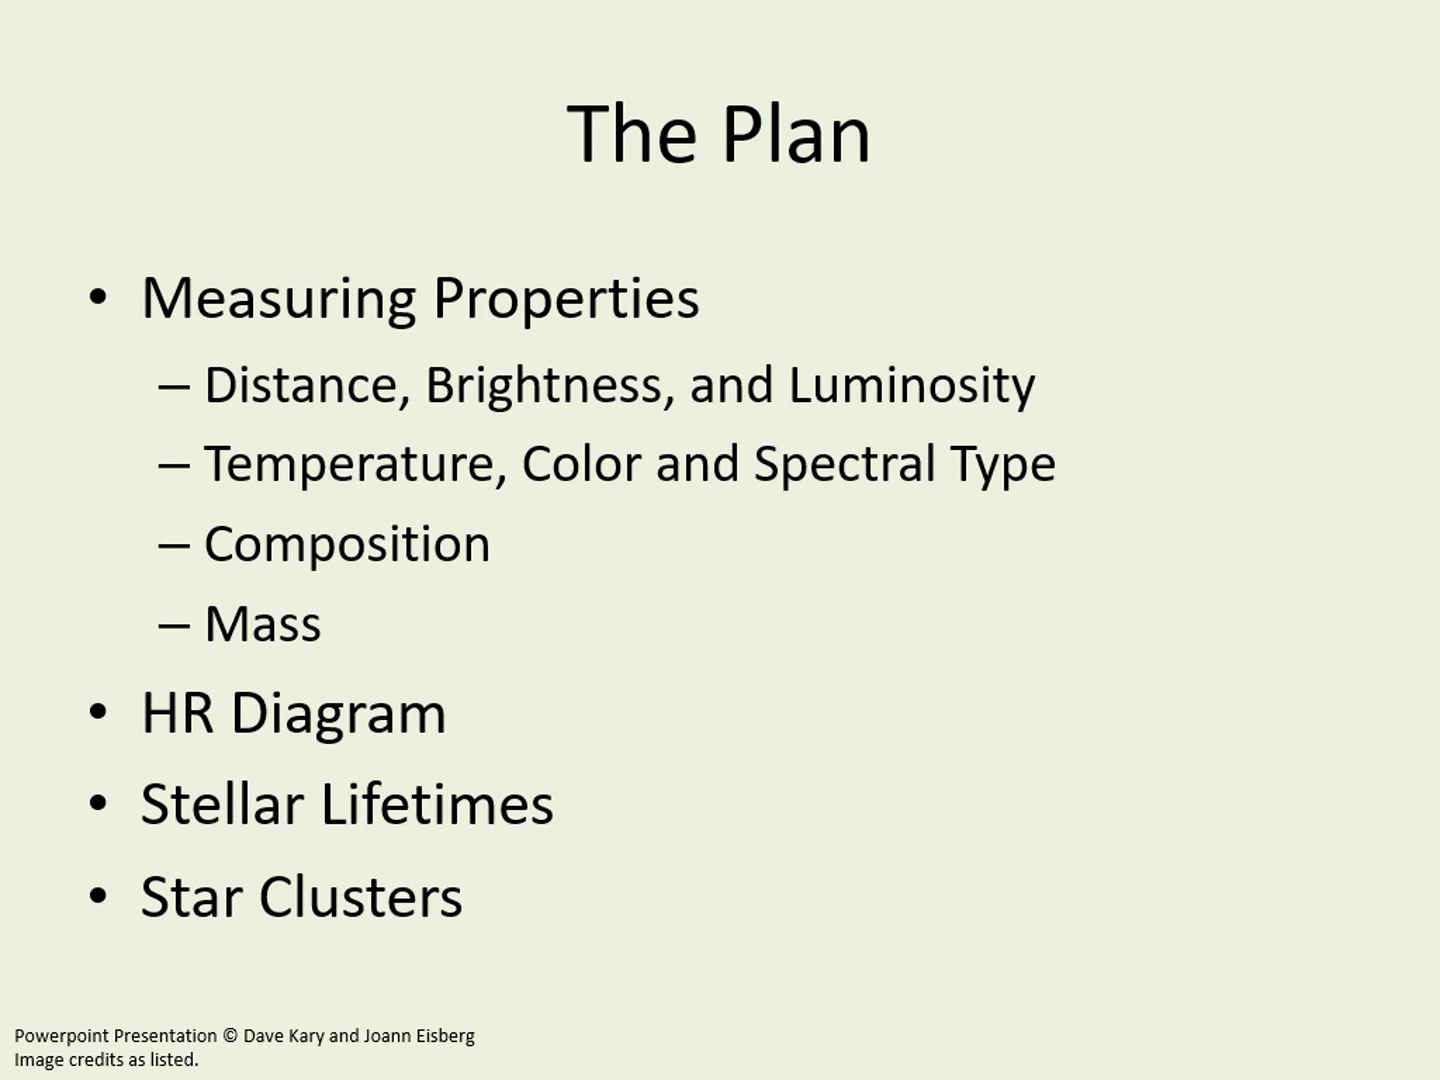 The Plan
• Measuring Properties
– Distance, Brightness, and Luminosity
– Temperature, Color and Spectral Type
– Composition
– Mass
• HR Diagram
• Stellar Lifetimes
• Star Clusters
Powerpoint Presentation © Dave Kary and Joann Eisberg
Image credits as listed.